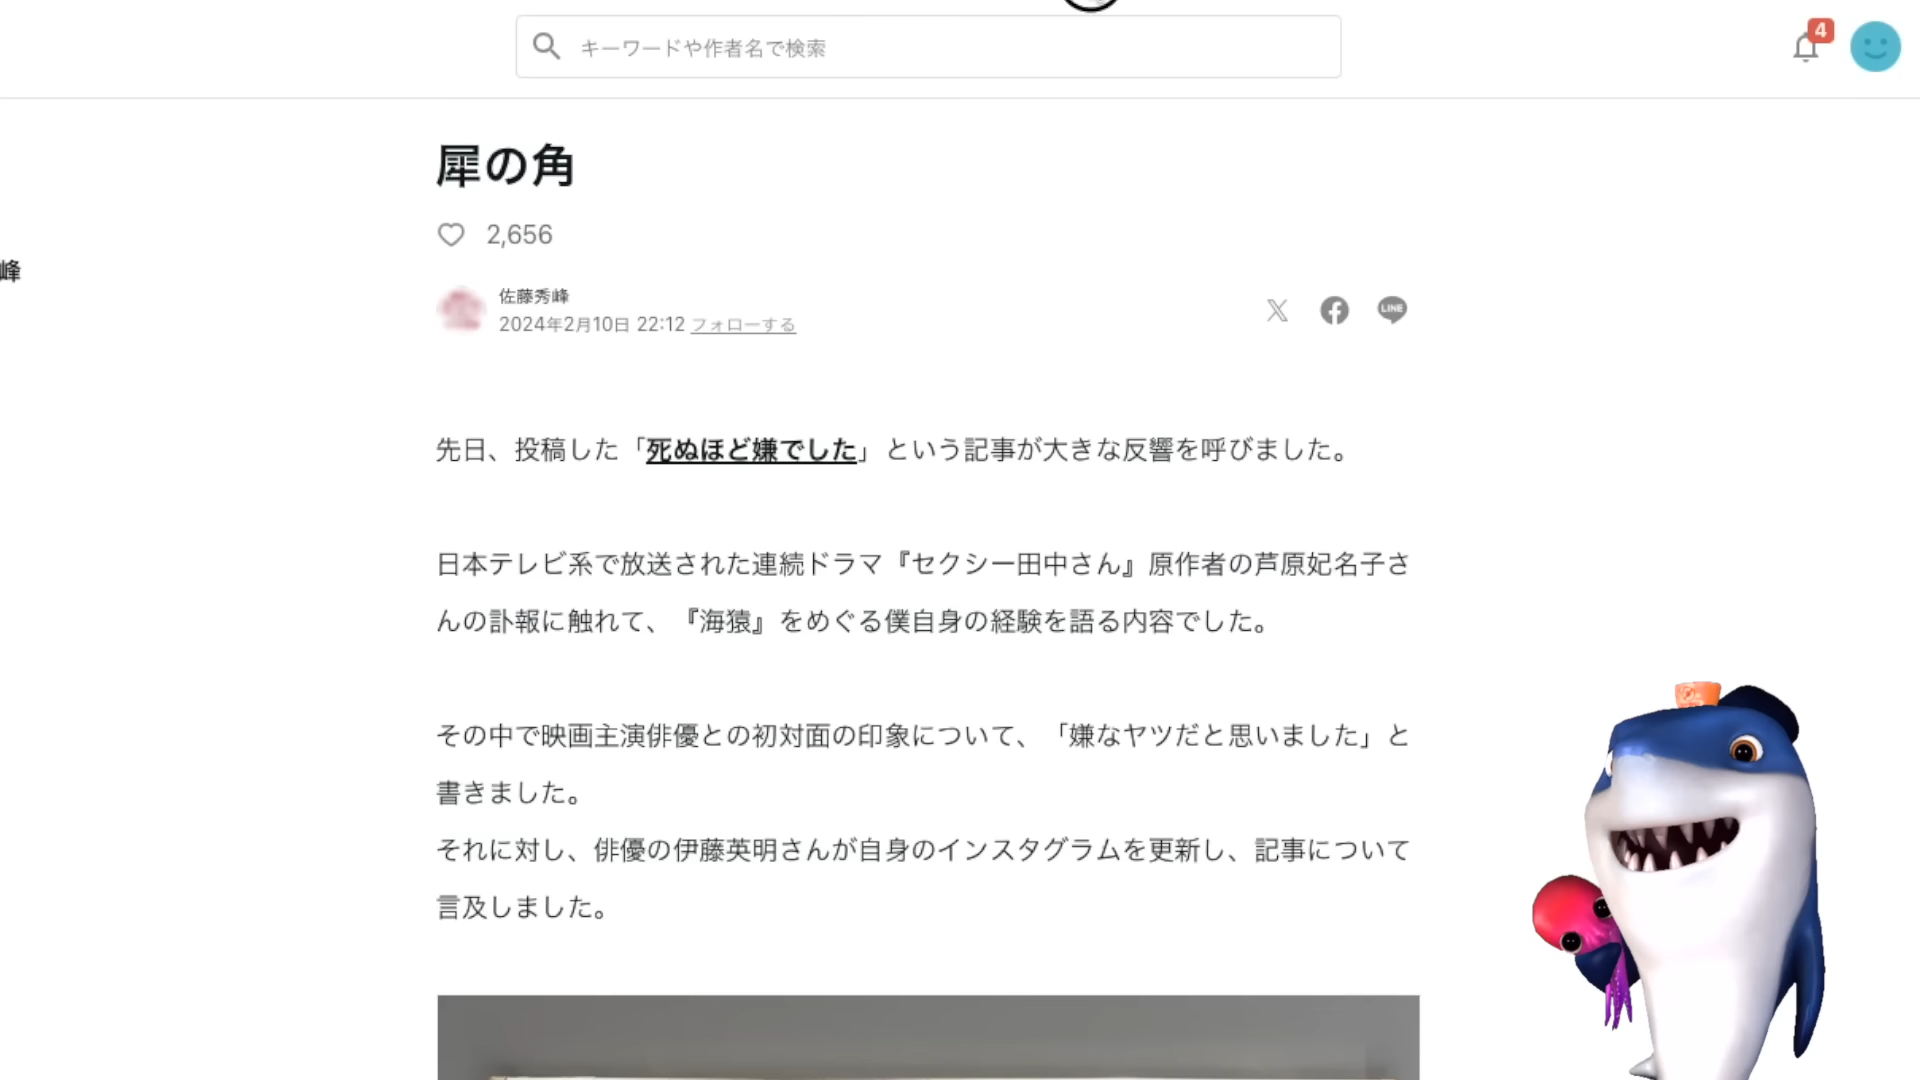 キーワードや作者名で検索
4
犀の角
2,656
峰
佐藤秀峰
2024年2月10日 22:12 フォローする
LINE
先日、投稿した「死ぬほど嫌でした」という記事が大きな反響を呼びました。
日本テレビ系で放送された連続ドラマ『セクシー田中さん』原作者の芦原妃名子さ
んの訃報に触れて、『海猿』をめぐる僕自身の経験を語る内容でした。
その中で映画主演俳優との初対面の印象について、「嫌なヤツだと思いました」と
書きました。
それに対し、俳優の伊藤英明さんが自身のインスタグラムを更新し、記事について
言及しました。